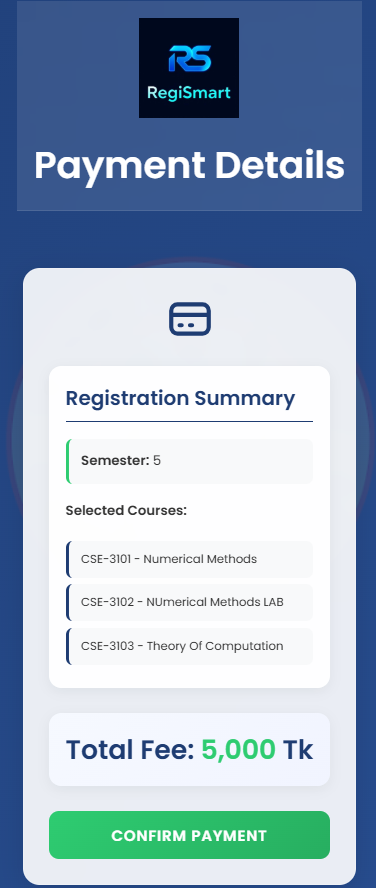 RS
RegiSmart
Payment Details
Registration Summary
Semester: 5
Selected Courses:
CSE-3101 - Numerical Methods
CSE-3102 - NUmerical Methods LAB
CSE-3103 - Theory Of Computation
Total Fee: 5,000 Tk
CONFIRM PAYMENT